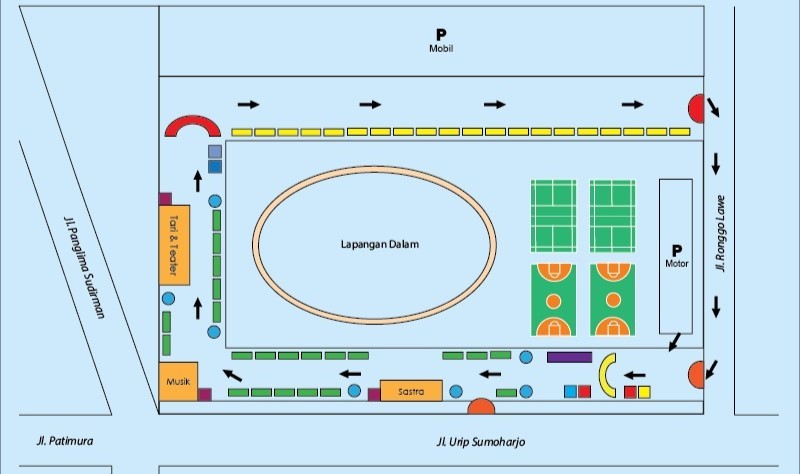 P
Mobil
Jl. Panglima Sudirman
Tari & Teater
Lapangan Dalam
P
Motor
Jl. Ronggo Lawe
Musik
Sastra
Jl. Patimura
Jl. Urip Sumoharjo